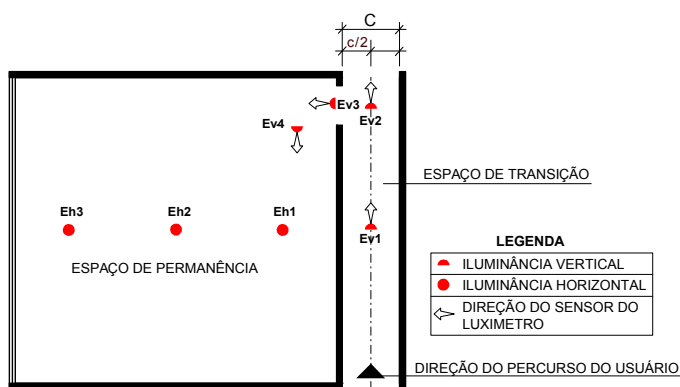 C
c/2
Ev3
Ev2
Ev4
ESPAÇO DE TRANSIÇÃO
Eh3
Eh2
Eh1
Ev1
ESPAÇO DE PERMANÊNCIA
LEGENDA
ILUMINÂNCIA VERTICAL
ILUMINÂNCIA HORIZONTAL
DIREÇÃO DO SENSOR DO
LUXIMETRO
DIREÇÃO DO PERCURSO DO USUÁRIO